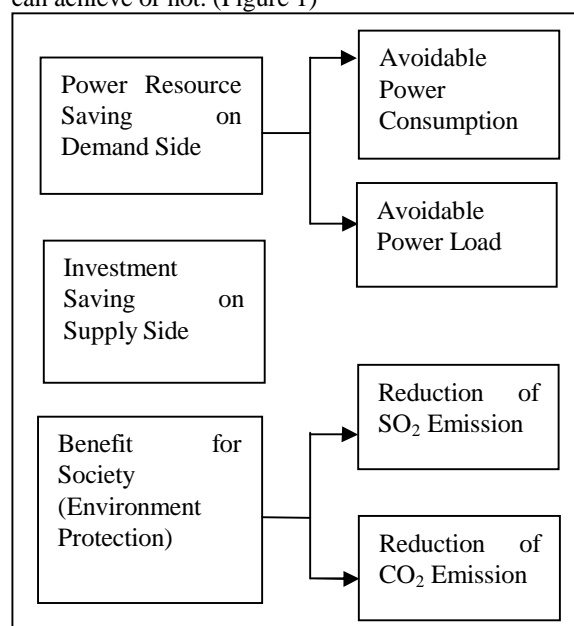 can achieve or not. (Figure 1)
Power Resource
Saving on
Demand Side
Avoidable
Power
Consumption
Avoidable
Power Load
Investment
Saving on
Supply Side
Benefit for
Society
(Environment
Protection)
Reduction of
SO₂ Emission
Reduction of
CO₂ Emission